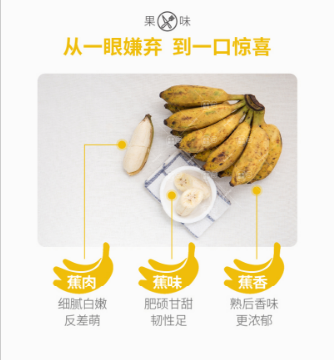 果味
从一眼嫌弃 到一口惊喜
蕉肉
细腻白嫩
反差萌
蕉味
肥硕甘甜
韧性足
蕉香
熟后香味
更浓郁